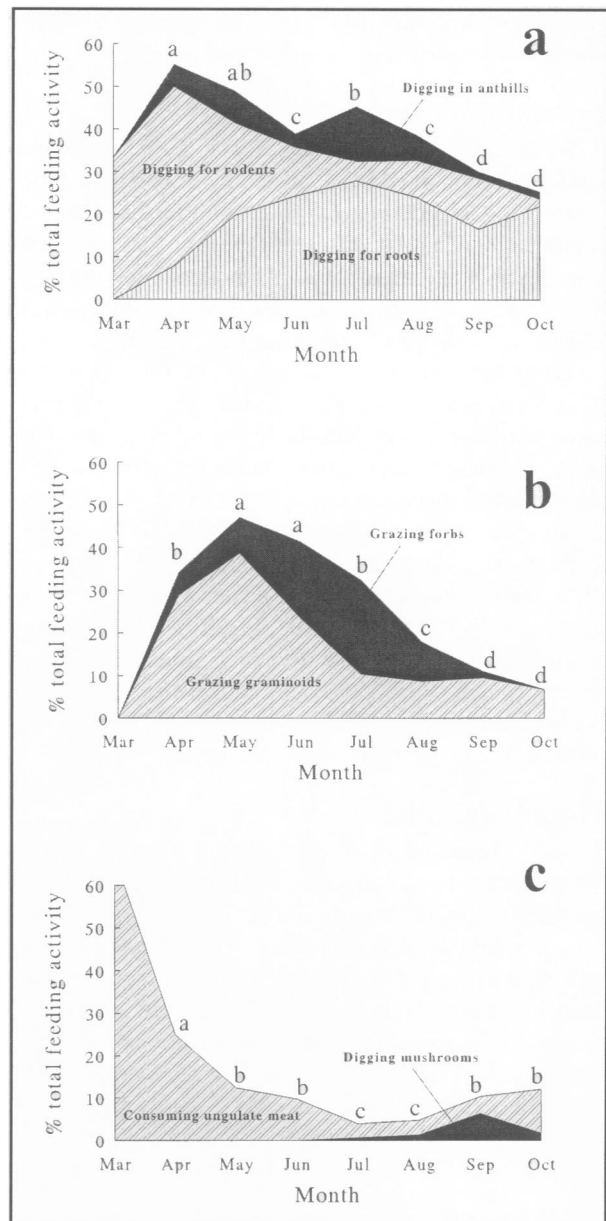 a
% total feeding activity
60
50
40
30
20
10
0
a
ab
c
b
c
d
d
Digging in anthills
Digging for rodents
Digging for roots
Mar Apr May Jun Jul Aug Sep Oct
Month
b
% total feeding activity
60
50
40
30
20
10
0
b
a
a
b
c
d
d
Grazing forbs
Grazing graminoids
Mar Apr May Jun Jul Aug Sep Oct
Month
c
% total feeding activity
60
50
40
30
20
10
0
a
b
b
c
c
b
b
Digging mushrooms
Consuming ungulate meat
Mar Apr May Jun Jul Aug Sep Oct
Month